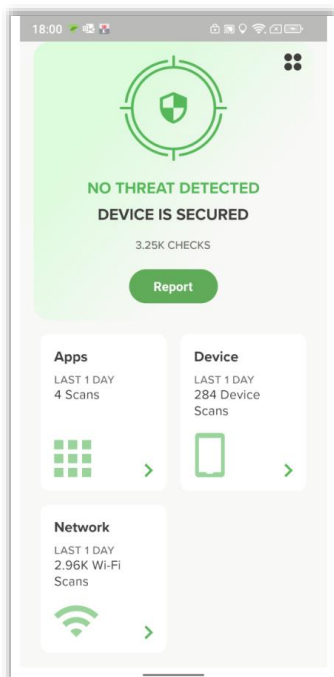 18:00
NO THREAT DETECTED
DEVICE IS SECURED
3.25K CHECKS
Report
Apps
LAST 1 DAY
4 Scans
Device
LAST 1 DAY
284 Device
Scans
Network
LAST 1 DAY
2.96K Wi-Fi
Scans